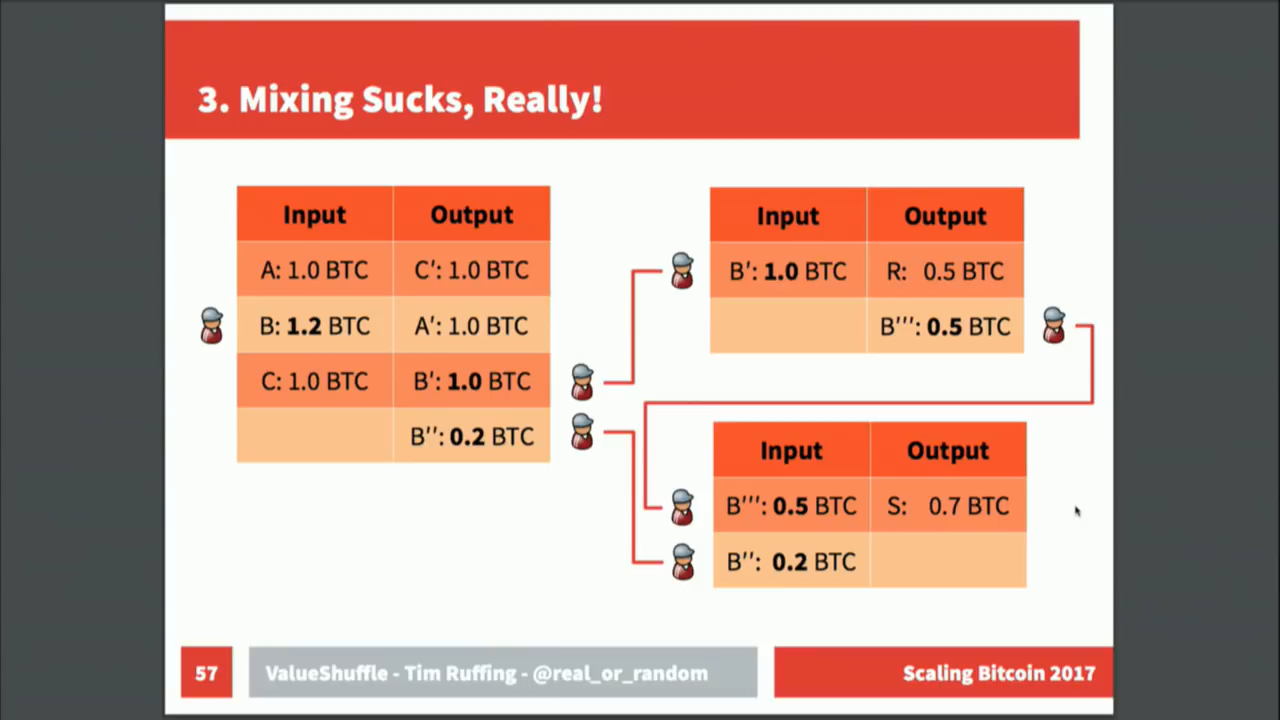 3. Mixing Sucks, Really!
Input Output
A: 1.0 BTC C′: 1.0 BTC
B: 1.2 BTC A′: 1.0 BTC
C: 1.0 BTC B′: 1.0 BTC
B′′: 0.2 BTC
Input Output
B′: 1.0 BTC R: 0.5 BTC
B′′′: 0.5 BTC
Input Output
B′′′: 0.5 BTC S: 0.7 BTC
B′′: 0.2 BTC
57
ValueShuffle - Tim Ruffing - @real_or_random
Scaling Bitcoin 2017